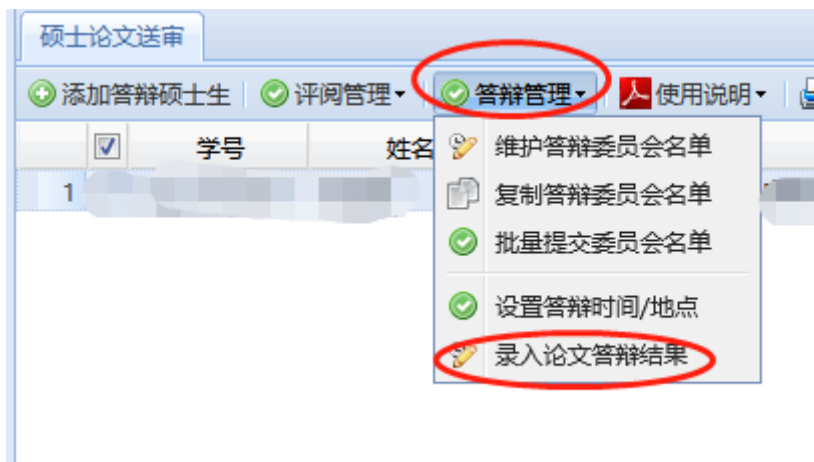 硕士论文送审
添加答辩硕士生 评阅管理 答辩管理 使用说明
学号 姓名
1
维护答辩委员会名单
复制答辩委员会名单
批量提交委员会名单
设置答辩时间/地点
录入论文答辩结果